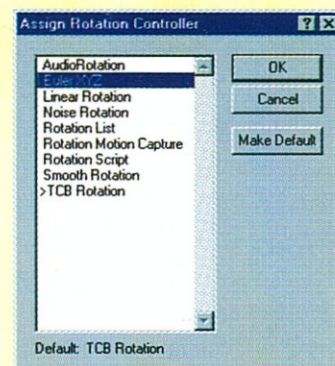 Assign Rotation Controller
AudioRotation
Euler XYZ
Linear Rotation
Noise Rotation
Rotation List
Rotation Motion Capture
Rotation Script
Smooth Rotation
>TCB Rotation
OK
Cancel
Make Default
Default: TCB Rotation